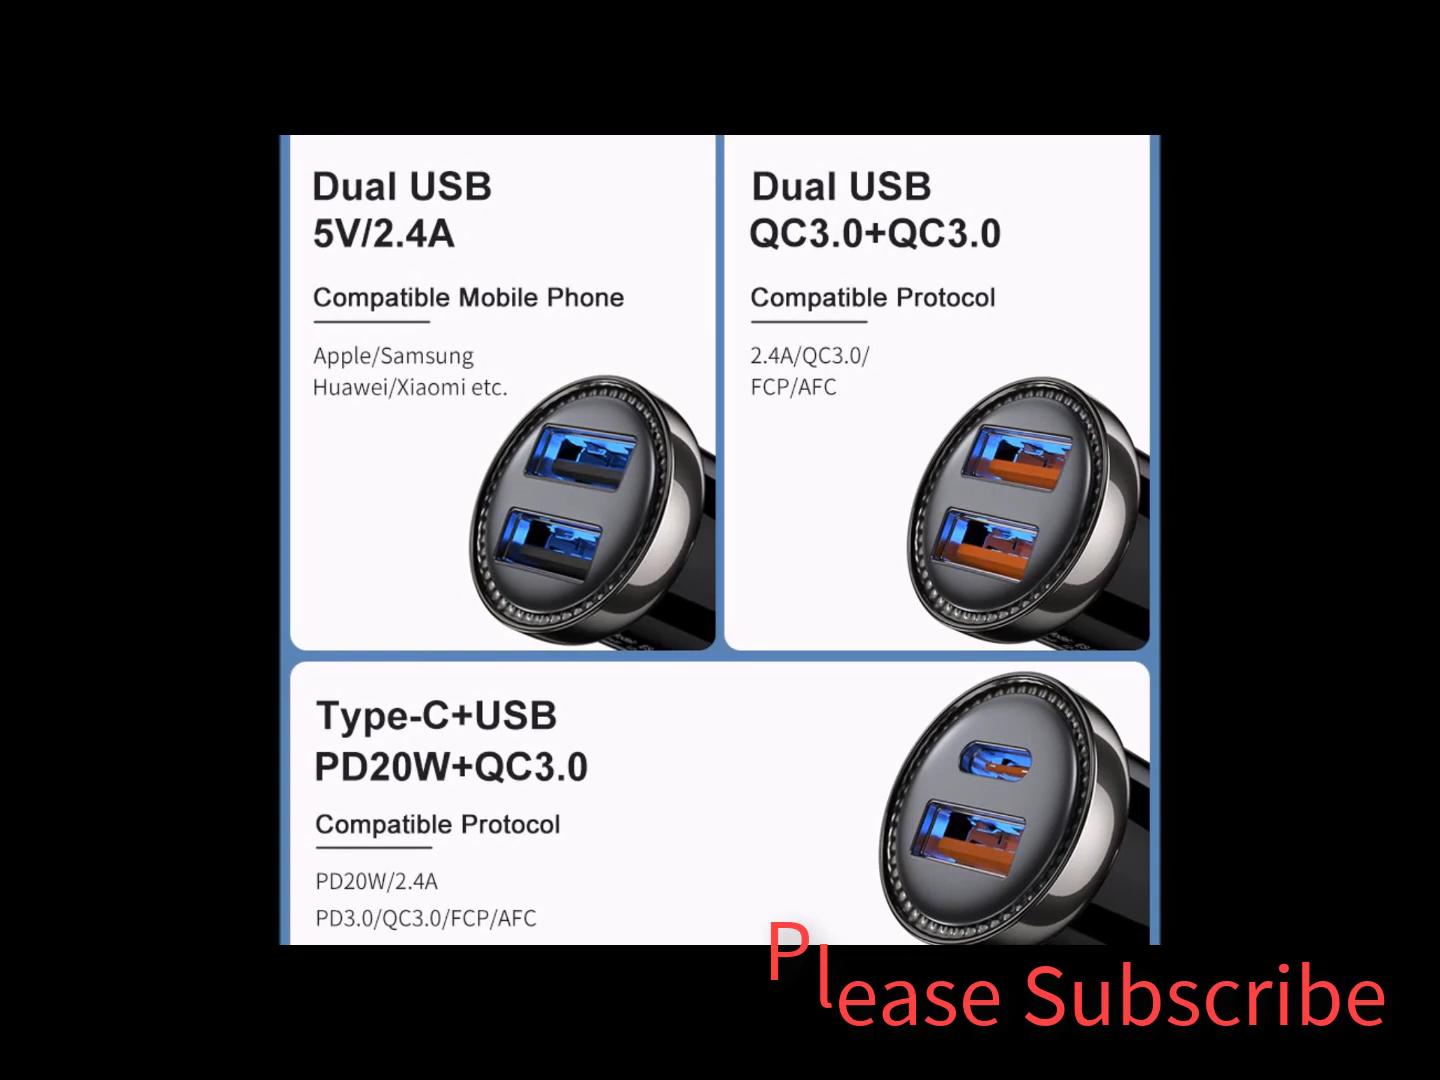 Dual USB
5V/2.4A
Compatible Mobile Phone
Apple/Samsung
Huawei/Xiaomi etc.
Dual USB
QC3.0+QC3.0
Compatible Protocol
2.4A/QC3.0/
FCP/AFC
Type-C+USB
PD20W+QC3.0
Compatible Protocol
PD20W/2.4A
PD3.0/QC3.0/FCP/AFC
Please Subscribe